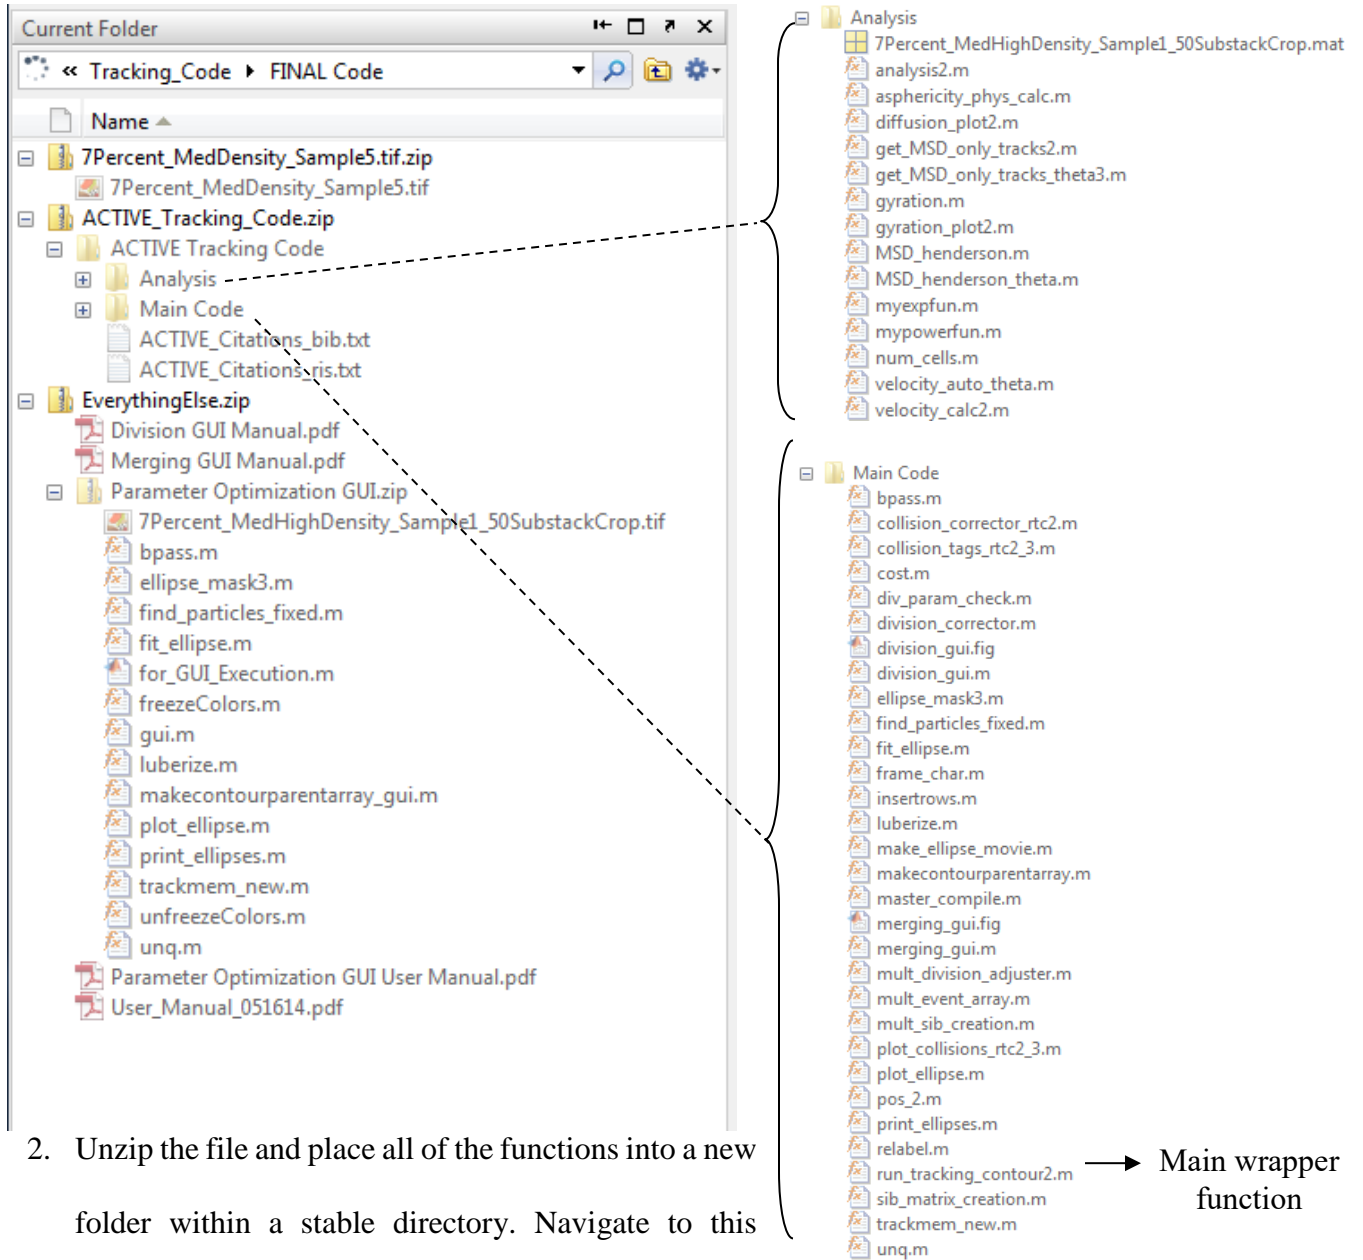 Current Folder
« Tracking_Code ▸ FINAL Code
Name
7Percent_MedDensity_Sample5.tif.zip
7Percent_MedDensity_Sample5.tif
ACTIVE_Tracking_Code.zip
ACTIVE Tracking Code
Analysis
Main Code
ACTIVE_Citations_bib.txt
ACTIVE_Citations_ris.txt
EverythingElse.zip
Division GUI Manual.pdf
Merging GUI Manual.pdf
Parameter Optimization GUI.zip
7Percent_MedHighDensity_Sample1_50SubstackCrop.tif
bpass.m
ellipse_mask3.m
find_particles_fixed.m
fit_ellipse.m
for_GUI_Execution.m
freezeColors.m
gui.m
luberize.m
makecontourparentarray_gui.m
plot_ellipse.m
print_ellipses.m
trackmem_new.m
unfreezeColors.m
unq.m
Parameter Optimization GUI User Manual.pdf
User_Manual_051614.pdf
Analysis
7Percent_MedHighDensity_Sample1_50SubstackCrop.mat
analysis2.m
asphericity_phys_calc.m
diffusion_plot2.m
get_MSD_only_tracks2.m
get_MSD_only_tracks_theta3.m
gyration.m
gyration_plot2.m
MSD_henderson.m
MSD_henderson_theta.m
myexpfun.m
mypowerfun.m
num_cells.m
velocity_auto_theta.m
velocity_calc2.m
Main Code
bpass.m
collision_corrector_rtc2.m
collision_tags_rtc2_3.m
cost.m
div_param_check.m
division_corrector.m
division_gui.fig
division_gui.m
ellipse_mask3.m
find_particles_fixed.m
fit_ellipse.m
frame_char.m
insertrows.m
luberize.m
make_ellipse_movie.m
makecontourparentarray.m
master_compile.m
merging_gui.fig
merging_gui.m
mult_division_adjuster.m
mult_event_array.m
mult_sib_creation.m
plot_collisions_rtc2_3.m
plot_ellipse.m
pos_2.m
print_ellipses.m
relabel.m
run_tracking_contour2.m
sib_matrix_creation.m
trackmem_new.m
unq.m
Main wrapper
function
2. Unzip the file and place all of the functions into a new
folder within a stable directory. Navigate to this